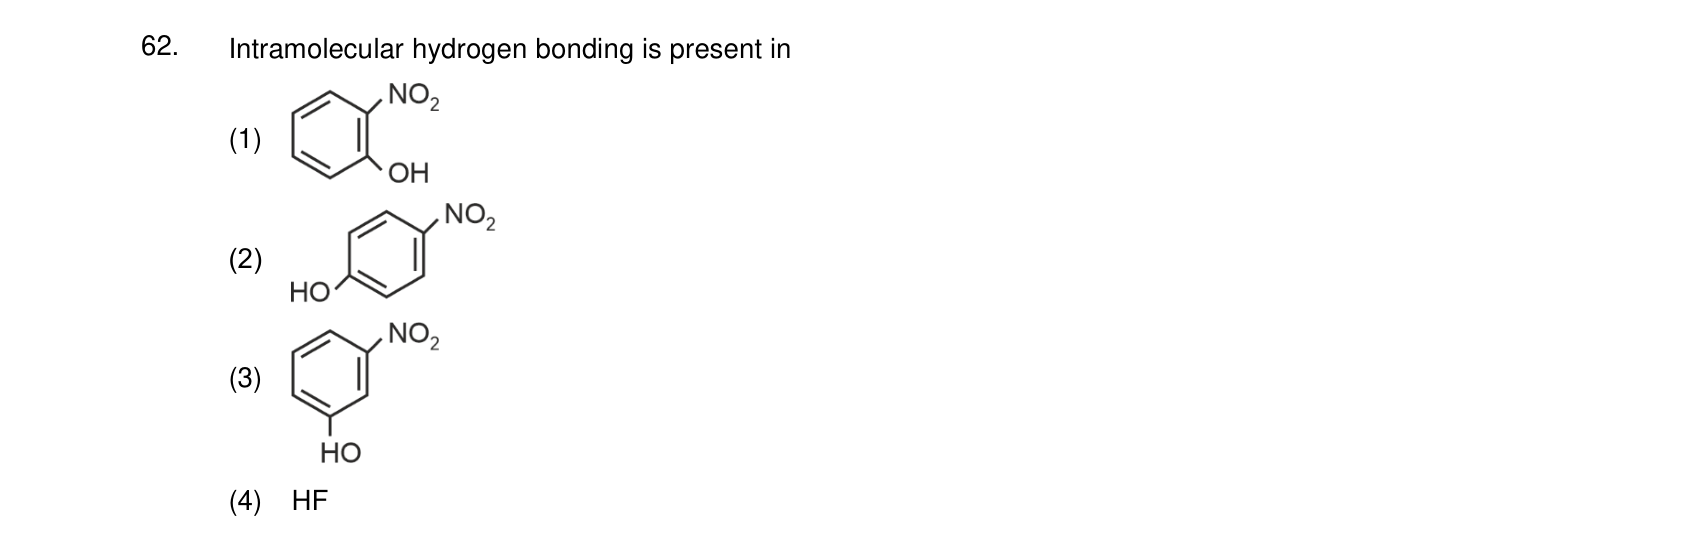 62. Intramolecular hydrogen bonding is present in
NO2
(1)
OH
NO2
(2)
HO
NO2
(3)
HO
(4) HF